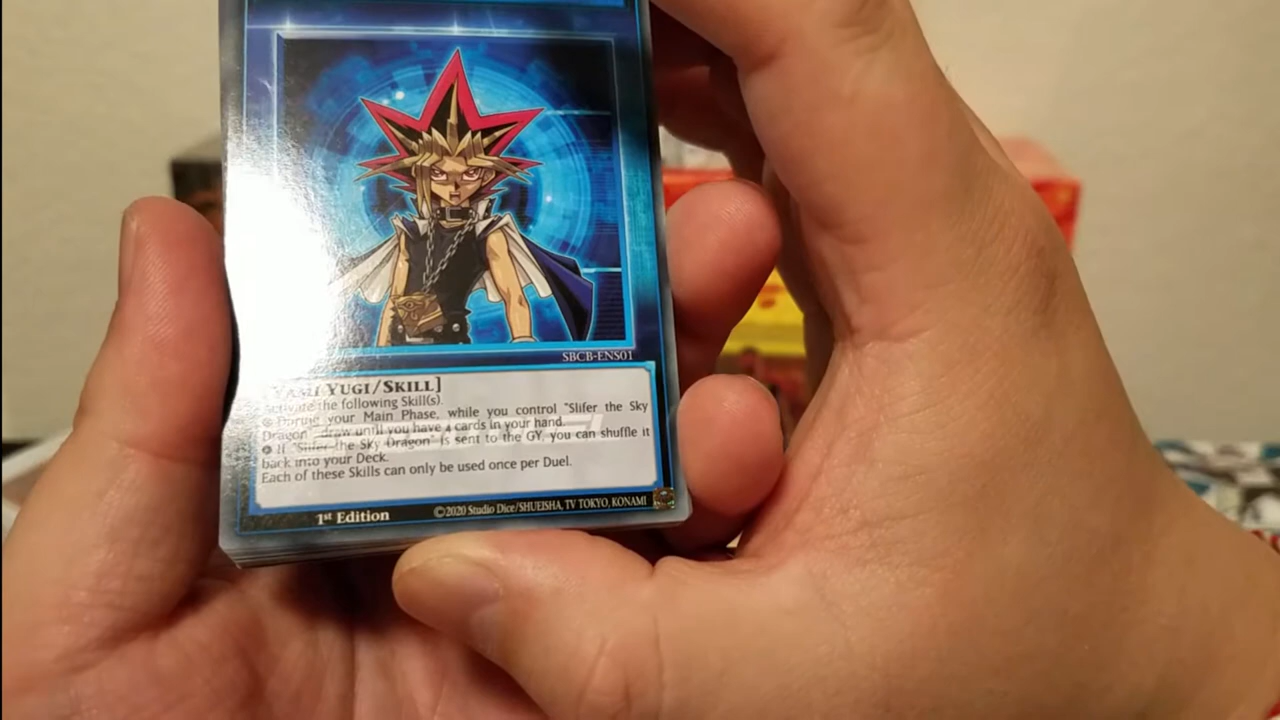 SBCB-ENS01
YAMI YUGI/SKILL]
Activate the following Skill(s).
During your Main Phase, while you control "Slifer the Sky
Dragon" draw until you have 4 cards in your hand.
If "Slifer the Sky Dragon" is sent to the GY, you can shuffle it
back into your Deck.
Each of these Skills can only be used once per Duel.
1st Edition ©2020 Studio Dice/SHUEISHA, TV TOKYO, KONAMI